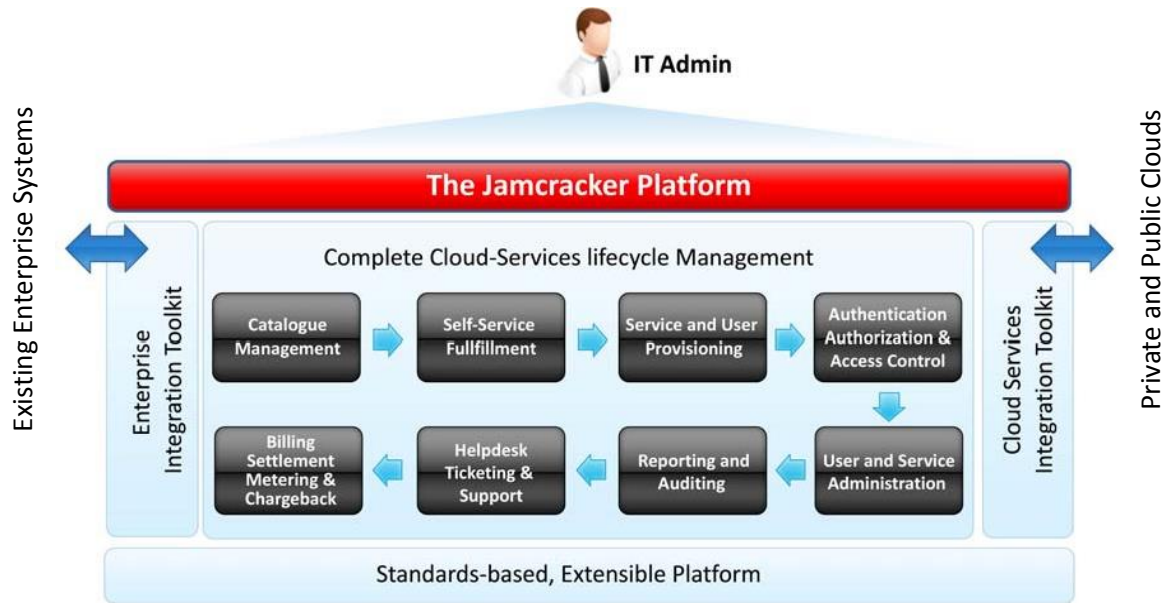 IT Admin
Existing Enterprise Systems
Private and Public Clouds
The Jamcracker Platform
Enterprise
Integration Toolkit
Complete Cloud-Services lifecycle Management
Catalogue
Management
Self-Service
Fullfillment
Service and User
Provisioning
Authentication
Authorization &
Access Control
Billing
Settlement
Metering &
Chargeback
Helpdesk
Ticketing &
Support
Reporting and
Auditing
User and Service
Administration
Cloud Services
Integration Toolkit
Standards-based, Extensible Platform